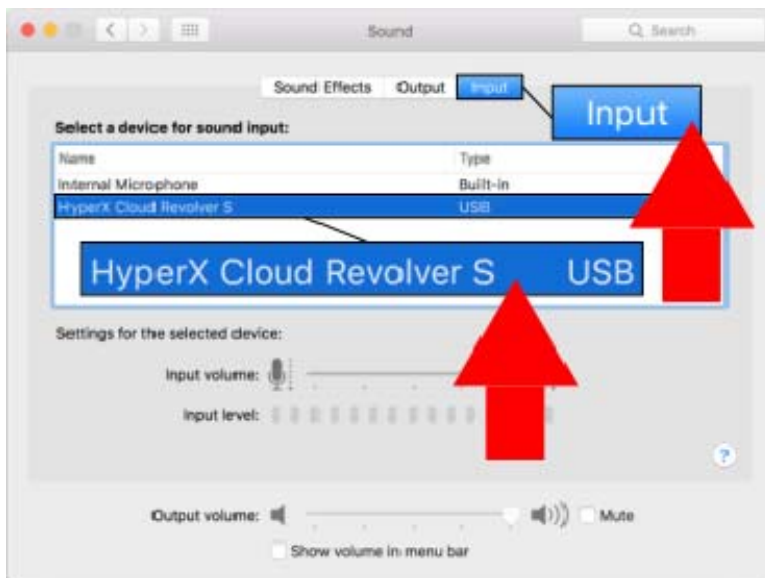 Sound
Search
Sound Effects Output Input
Input
Select a device for sound input:
Name Type
Internal Microphone Built-in
HyperX Cloud Revolver S USB
HyperX Cloud Revolver S USB
Settings for the selected device:
Input volume:
Input level:
?
Output volume: Mute
Show volume in menu bar